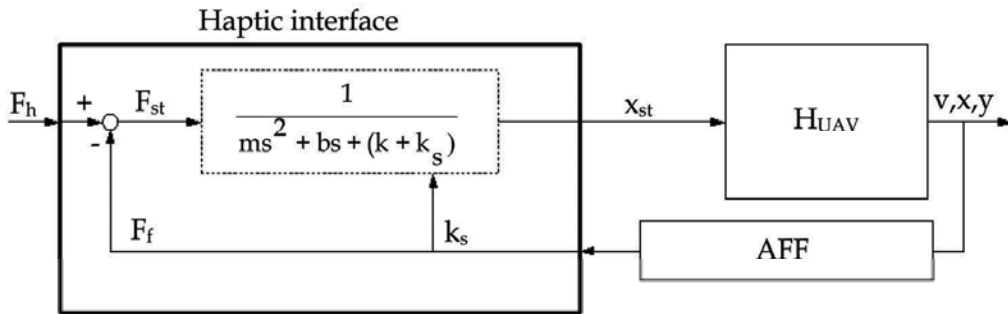 Haptic interface
F_h
+
-
F_st
1
ms^2 + bs + (k + k_s)
x_st
H_UAV
v,x,y
F_f
k_s
AFF